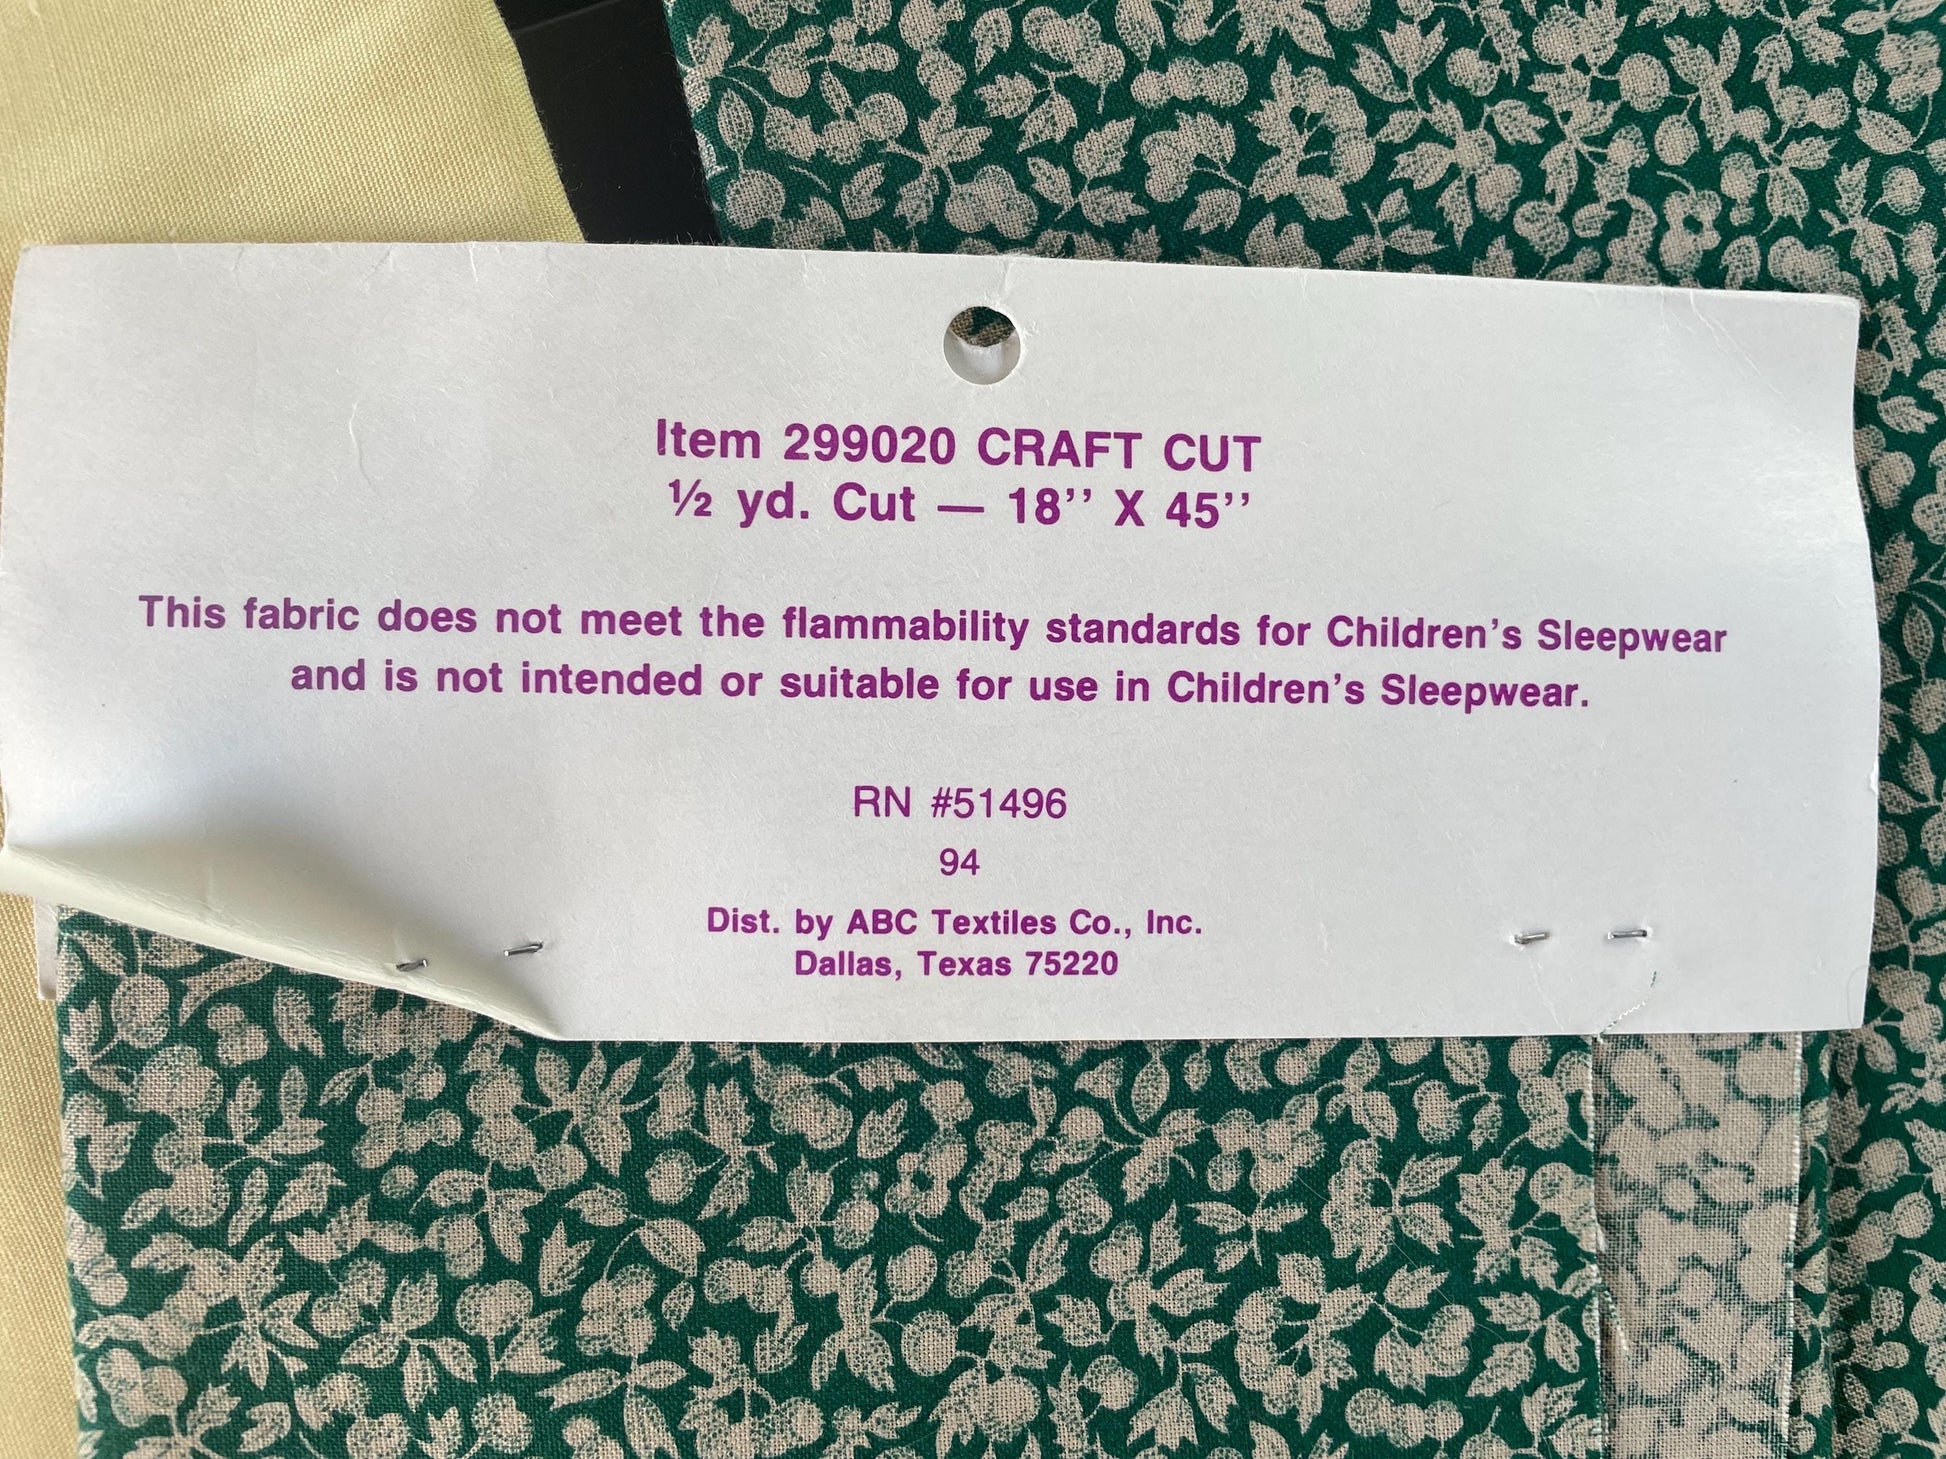 Item 299020 CRAFT CUT
½ yd. Cut — 18’’ X 45’’
This fabric does not meet the flammability standards for Children’s Sleepwear
and is not intended or suitable for use in Children’s Sleepwear.
RN #51496
94
Dist. by ABC Textiles Co., Inc.
Dallas, Texas 75220